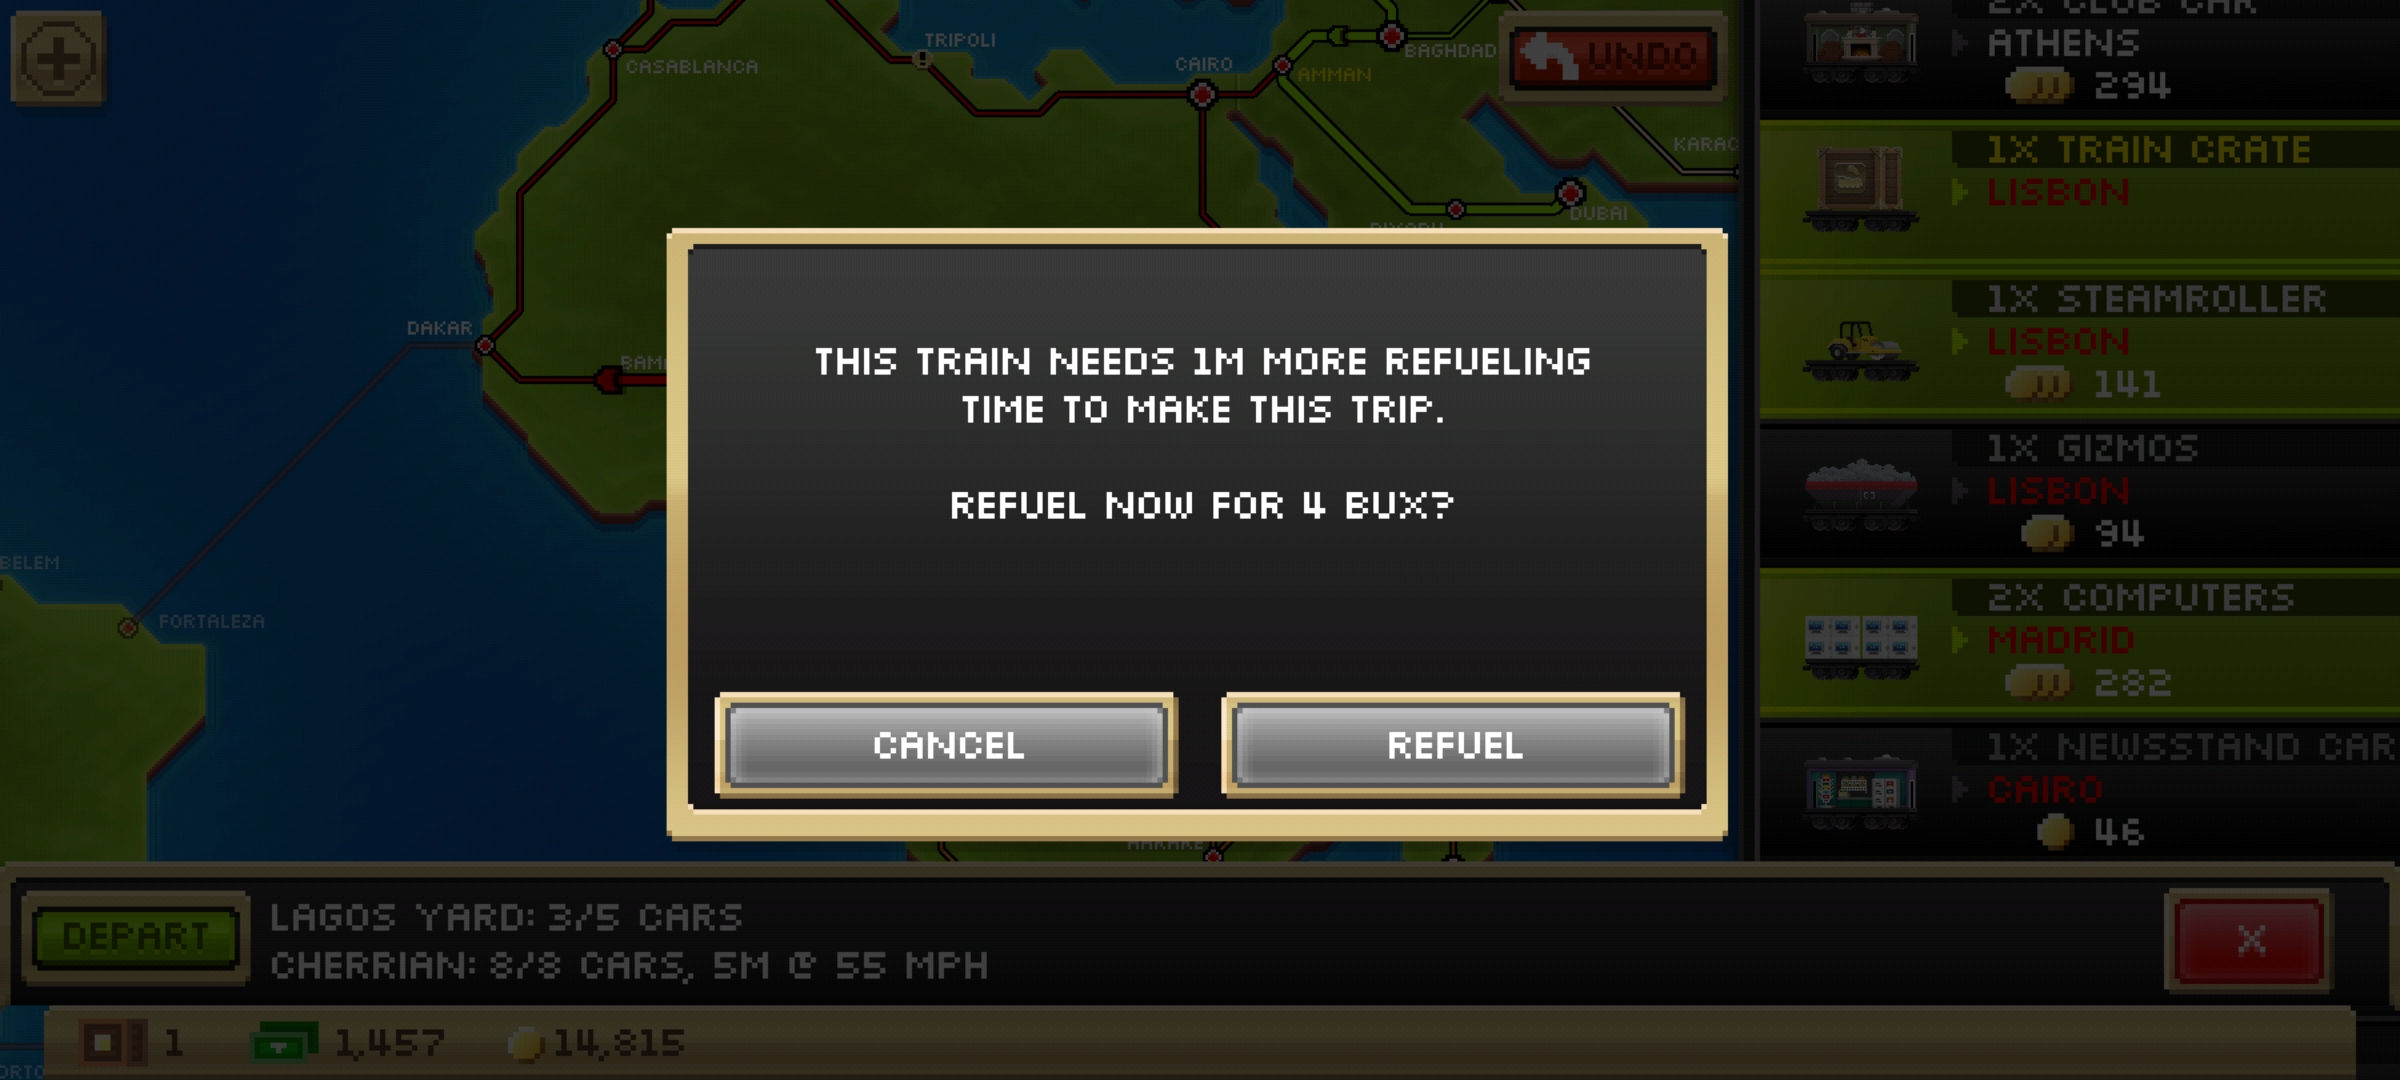 TRIPOLI
CASABLANCA
CAIRO
AMMAN
BAGHDAD
UNDO
DUBAI
DAKAR
BELEM
FORTALEZA
2X CLUB CAR
ATHENS
294
1X TRAIN CRATE
LISBON
1X STEAMROLLER
LISBON
141
1X GIZMOS
LISBON
94
2X COMPUTERS
MADRID
282
1X NEWSSTAND CAR
CAIRO
46
THIS TRAIN NEEDS 1M MORE REFUELING
TIME TO MAKE THIS TRIP.
REFUEL NOW FOR 4 BUX?
CANCEL
REFUEL
DEPART
LAGOS YARD: 3/5 CARS
CHERRIAN: 8/8 CARS, 5M @ 55 MPH
X
1
1,457
14,815